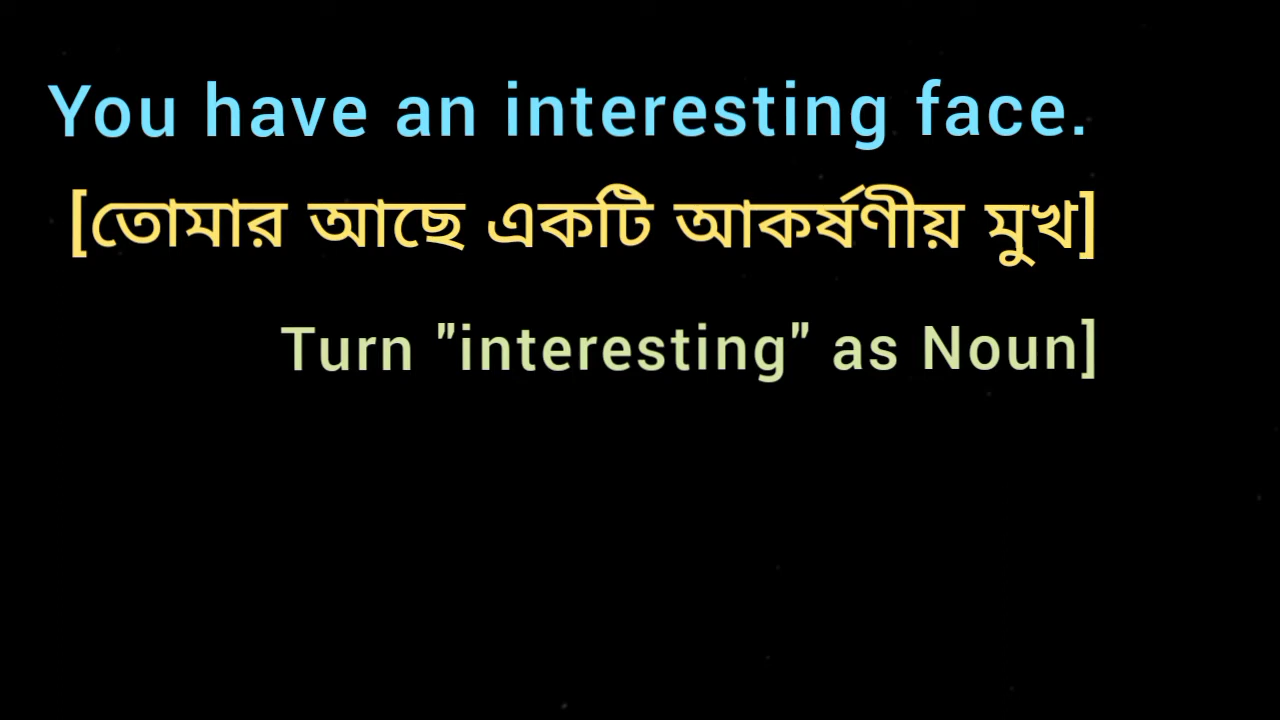 You have an interesting face.
[তোমার আছে একটি আকর্ষণীয় মুখ]
Turn "interesting" as Noun]